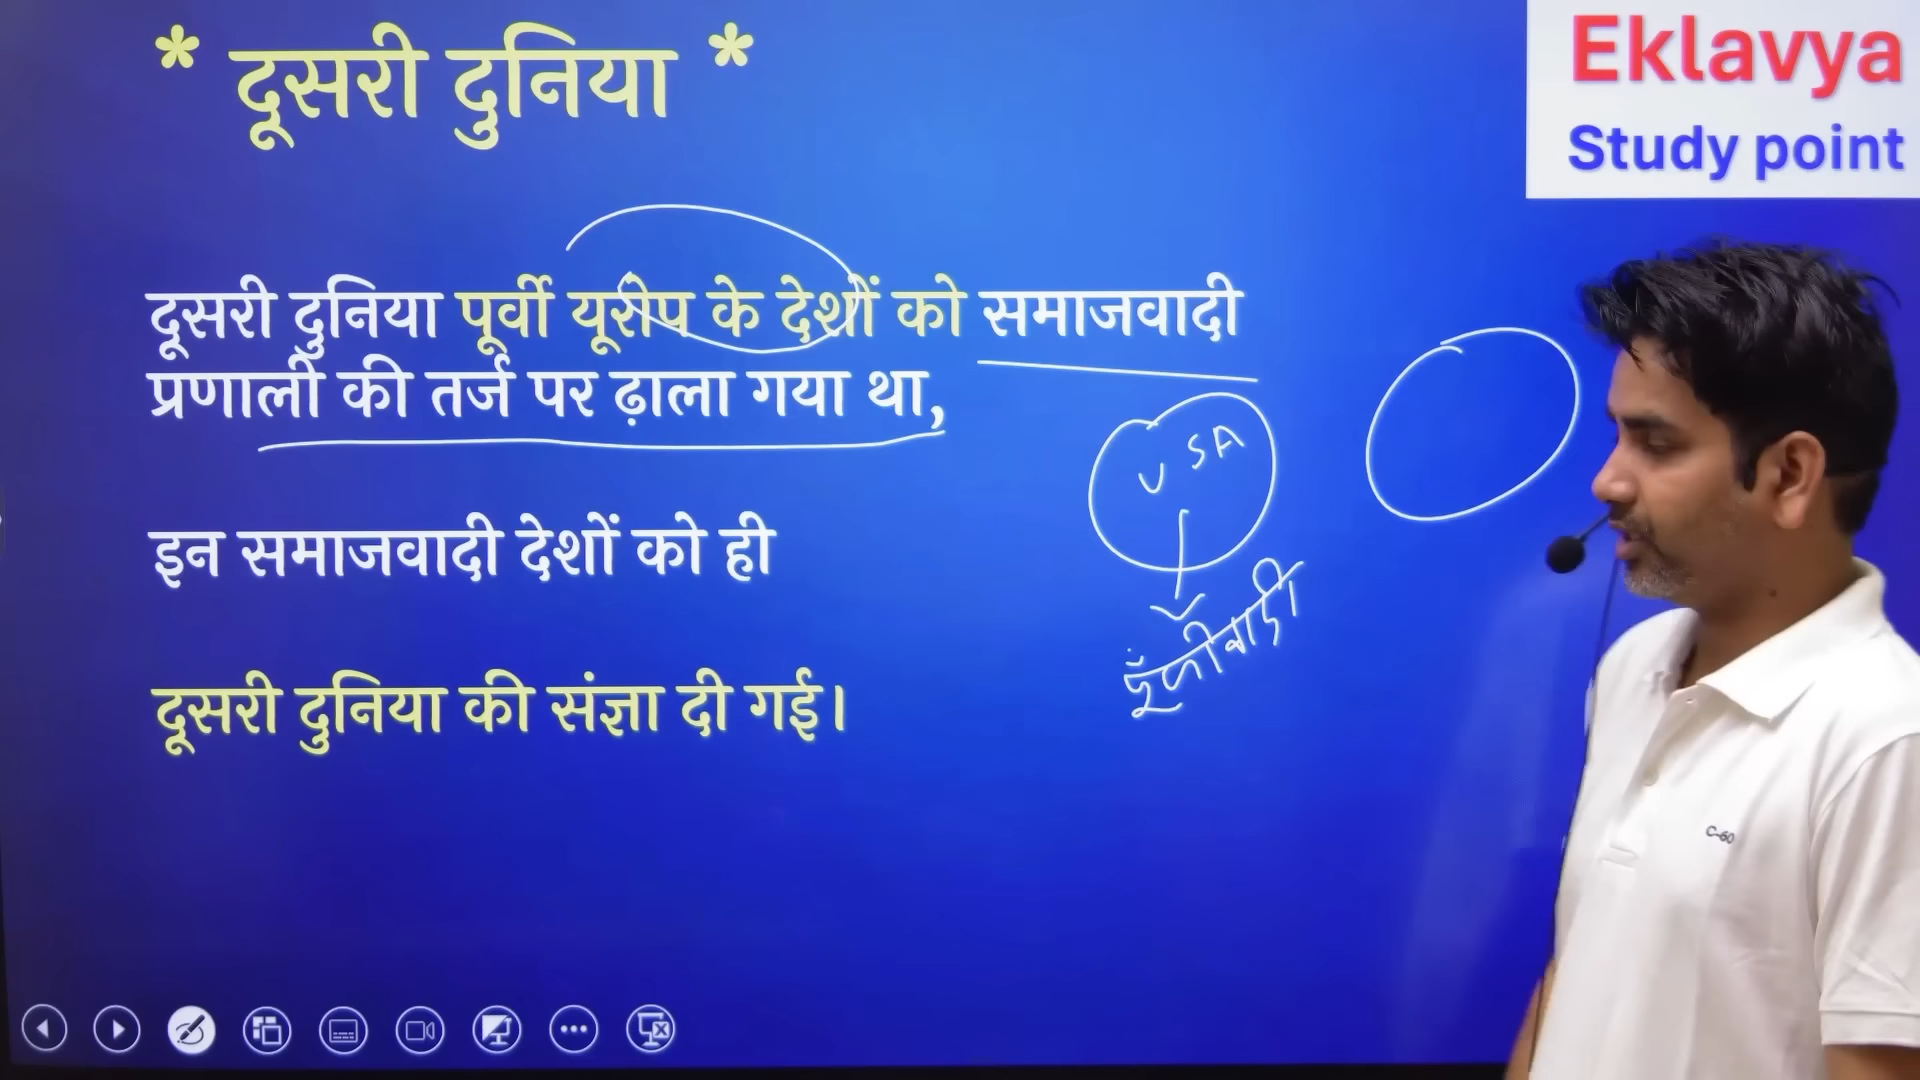 * दूसरी दुनिया *
Eklavya
Study point
दूसरी दुनिया पूर्वी यूरोप के देशों को समाजवादी
प्रणाली की तर्ज पर ढ़ाला गया था,
USA
इन समाजवादी देशों को ही
पूंजीवादी
दूसरी दुनिया की संज्ञा दी गई।
C-60